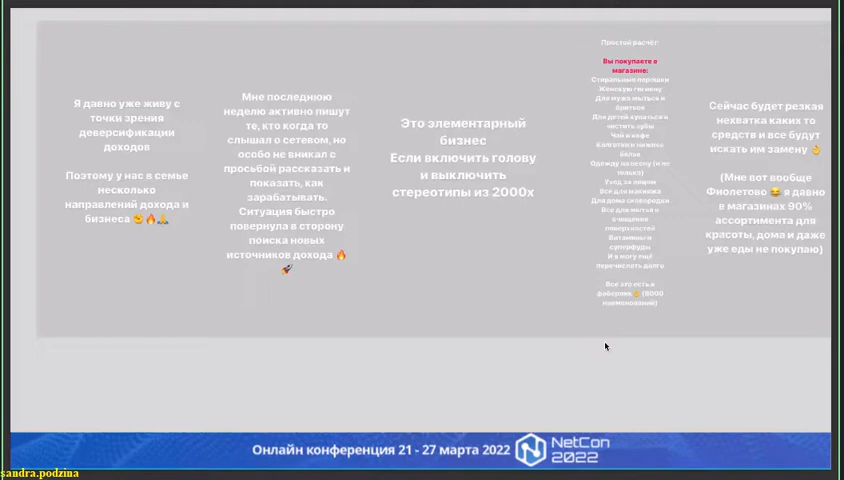 Я давно уже живу с
точки зрения
деверсификации
доходов
Поэтому у нас в семье
несколько
направлений дохода и
бизнеса ✊🔥🙏
Мне последнюю
неделю активно пишут
те, кто когда то
слышал о сетевом, но
особо не вникал с
просьбой рассказать и
показать, как
зарабатывать.
Ситуация быстро
повернула в сторону
поиска новых
источников дохода 🔥
🚀
Это элементарный
бизнес
Если включить голову
и выключить
стереотипы из 2000х
Простой расчёт:
Вы покупаете в
магазине:
Стиральные порошки
Женскую гигиену
Для мужа мыться и
бриться
Для детей купаться и
чистить зубы
Чай и кофе
Колготки и нижнее
белье
Одежду на осень (и не
только)
Уход за лицом
Все для макияжа
Для дома сковородки
Все для мытья и
очищения
поверхностей
Витамины и
суперфуды
И я могу ещё
перечислять долго
Все это есть в
фаберлик (8000
наименований)
Сейчас будет резкая
нехватка каких то
средств и все будут
искать им замену 👌
(Мне вот вообще
Фиолетово 😂 я давно
в магазинах 90%
ассортимента для
красоты, дома и даже
уже еды не покупаю)
Онлайн конференция 21 - 27 марта 2022
NetCon
2022
sandra.podzina